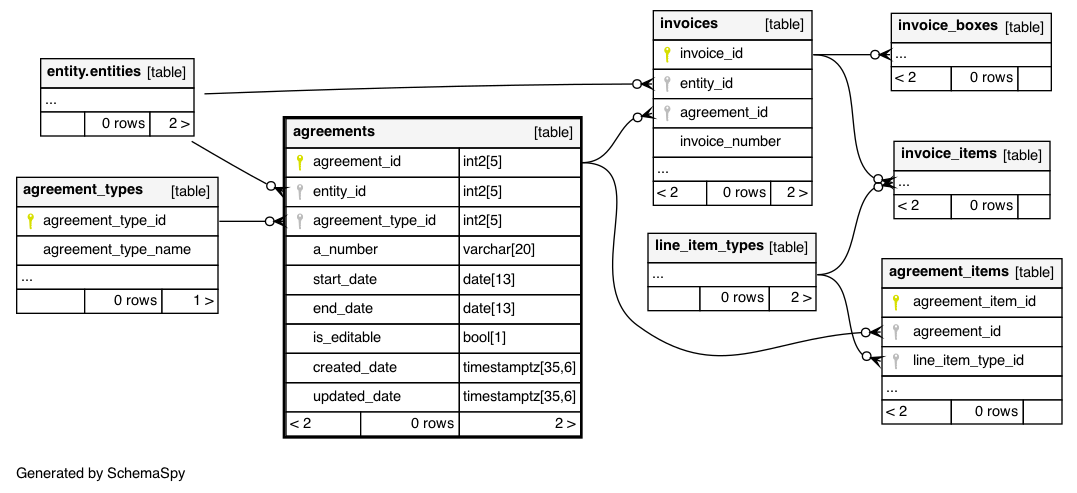 entity.entities [table]
...
0 rows 2 >
agreement_types [table]
agreement_type_id
agreement_type_name
...
0 rows 1 >
agreements [table]
agreement_id int2[5]
entity_id int2[5]
agreement_type_id int2[5]
a_number varchar[20]
start_date date[13]
end_date date[13]
is_editable bool[1]
created_date timestamptz[35,6]
updated_date timestamptz[35,6]
< 2 0 rows 2 >
invoices [table]
invoice_id
entity_id
agreement_id
invoice_number
...
< 2 0 rows 2 >
line_item_types [table]
...
0 rows 2 >
invoice_boxes [table]
...
< 2 0 rows
invoice_items [table]
...
< 2 0 rows
agreement_items [table]
agreement_item_id
agreement_id
line_item_type_id
...
< 2 0 rows
Generated by SchemaSpy